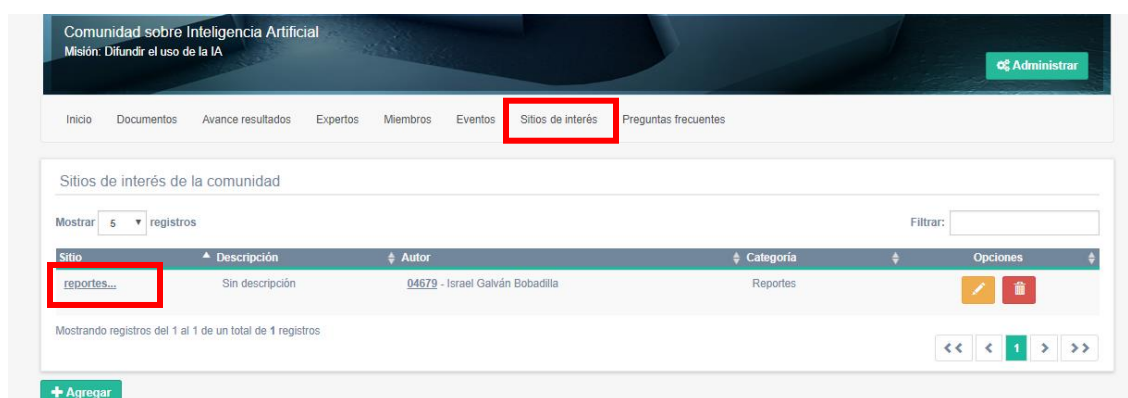 Comunidad sobre Inteligencia Artificial
Misión: Difundir el uso de la IA
Administrar
Inicio Documentos Avance resultados Expertos Miembros Eventos Sitios de interés Preguntas frecuentes
Sitios de interés de la comunidad
Mostrar 5 registros Filtrar:
Sitio Descripción Autor Categoría Opciones
reportes... Sin descripción 04679 - Israel Galván Bobadilla Reportes
Mostrando registros del 1 al 1 de un total de 1 registros
<< < 1 > >>
+ Agregar